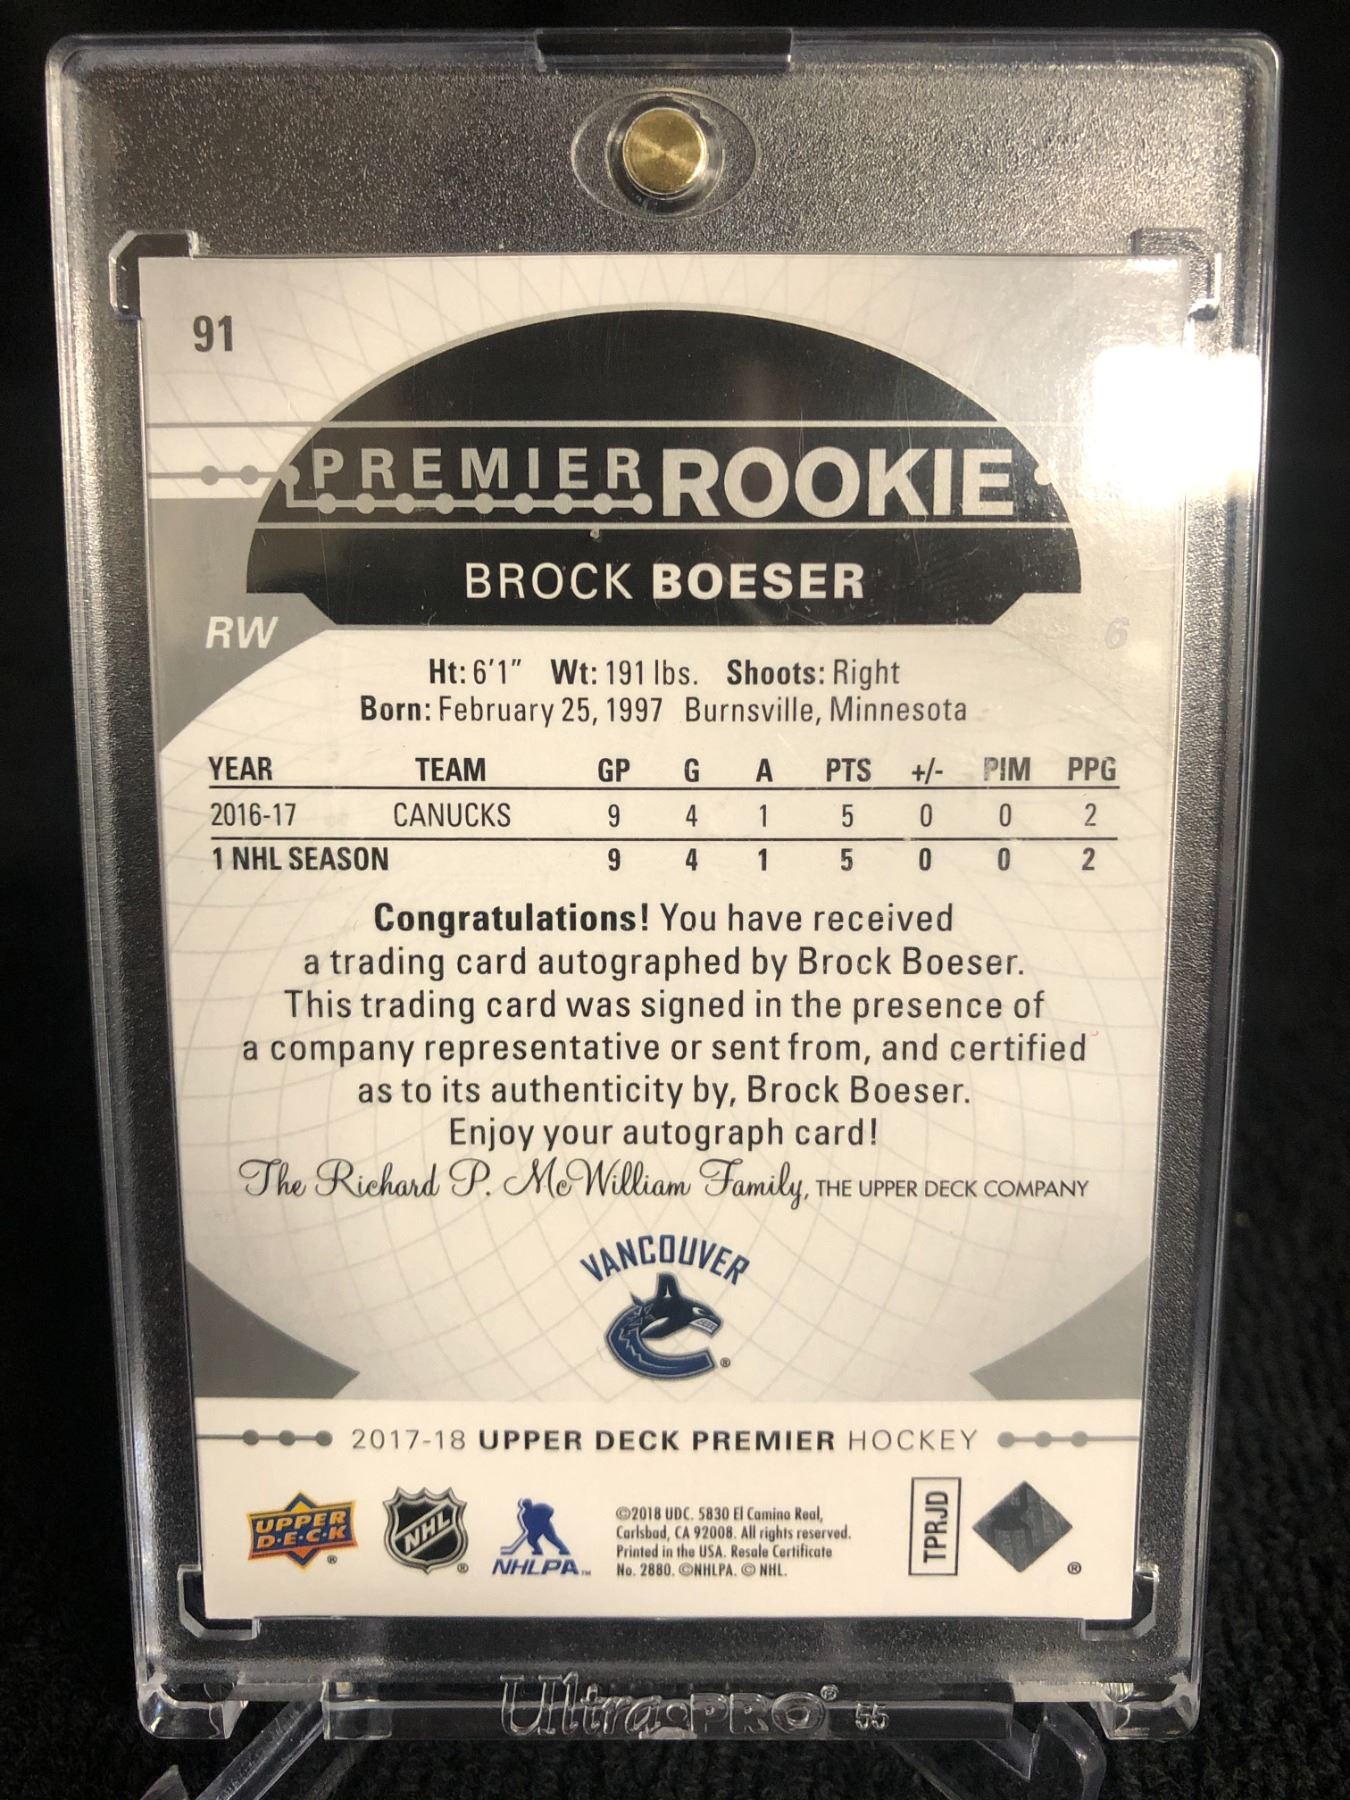 91
PREMIER ROOKIE
BROCK BOESER
RW 6
Ht: 6'1" Wt: 191 lbs. Shoots: Right
Born: February 25, 1997 Burnsville, Minnesota
YEAR TEAM GP G A PTS +/- PIM PPG
2016-17 CANUCKS 9 4 1 5 0 0 2
1 NHL SEASON 9 4 1 5 0 0 2
Congratulations! You have received
a trading card autographed by Brock Boeser.
This trading card was signed in the presence of
a company representative or sent from, and certified
as to its authenticity by, Brock Boeser.
Enjoy your autograph card!
The Richard P. McWilliam Family, THE UPPER DECK COMPANY
VANCOUVER
®
2017-18 UPPER DECK PREMIER HOCKEY
UPPER
D·E·C·K ®
NHL ®
NHLPA™
©2018 UDC. 5830 El Camino Real,
Carlsbad, CA 92008. All rights reserved.
Printed in the USA. Resale Certificate
No. 2880. ©NHLPA. © NHL.
TPRJD
®
Ultra·PRO® 55